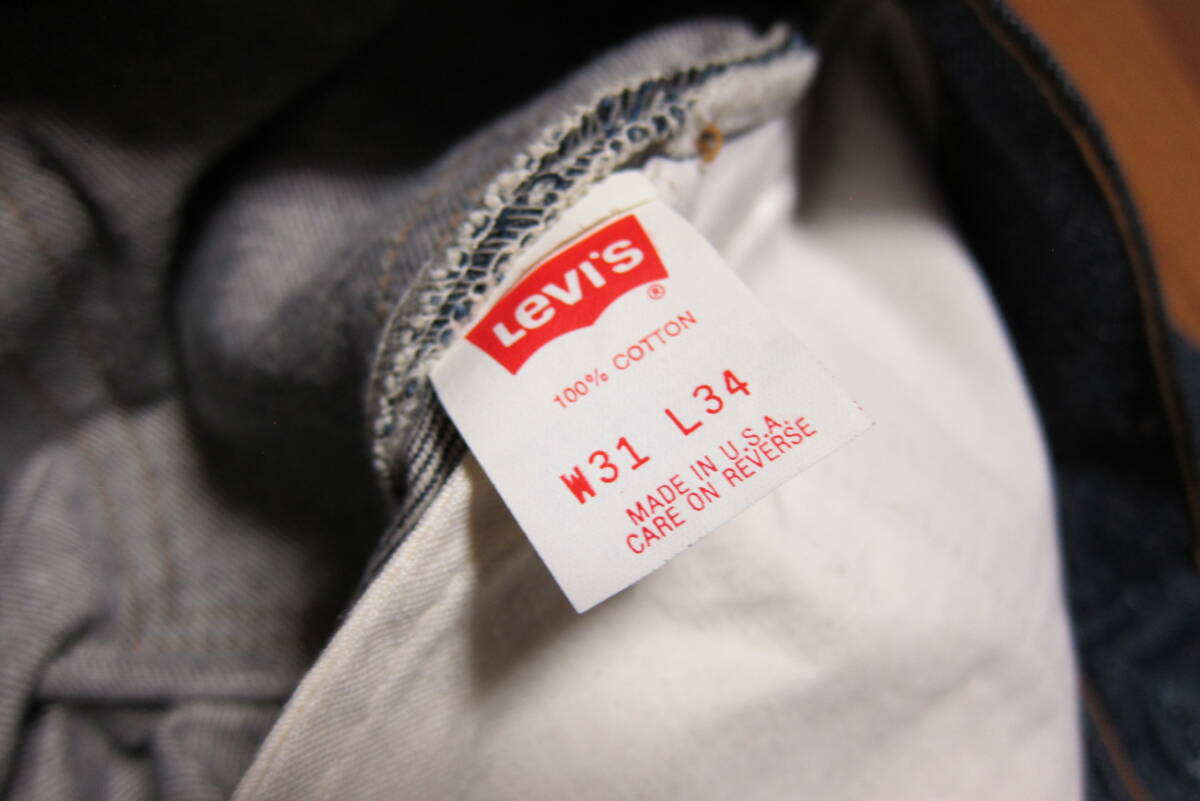 Levi's
®
100% COTTON
W31 L34
MADE IN U.S.A.
CARE ON REVERSE